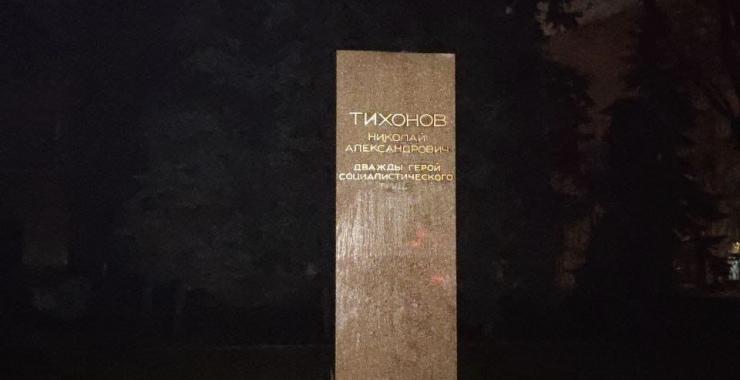 ТИХОНОВ
НИКОЛАЙ
АЛЕКСАНДРОВИЧ
ДВАЖДЫ ГЕРОЙ
СОЦИАЛИСТИЧЕСКОГО